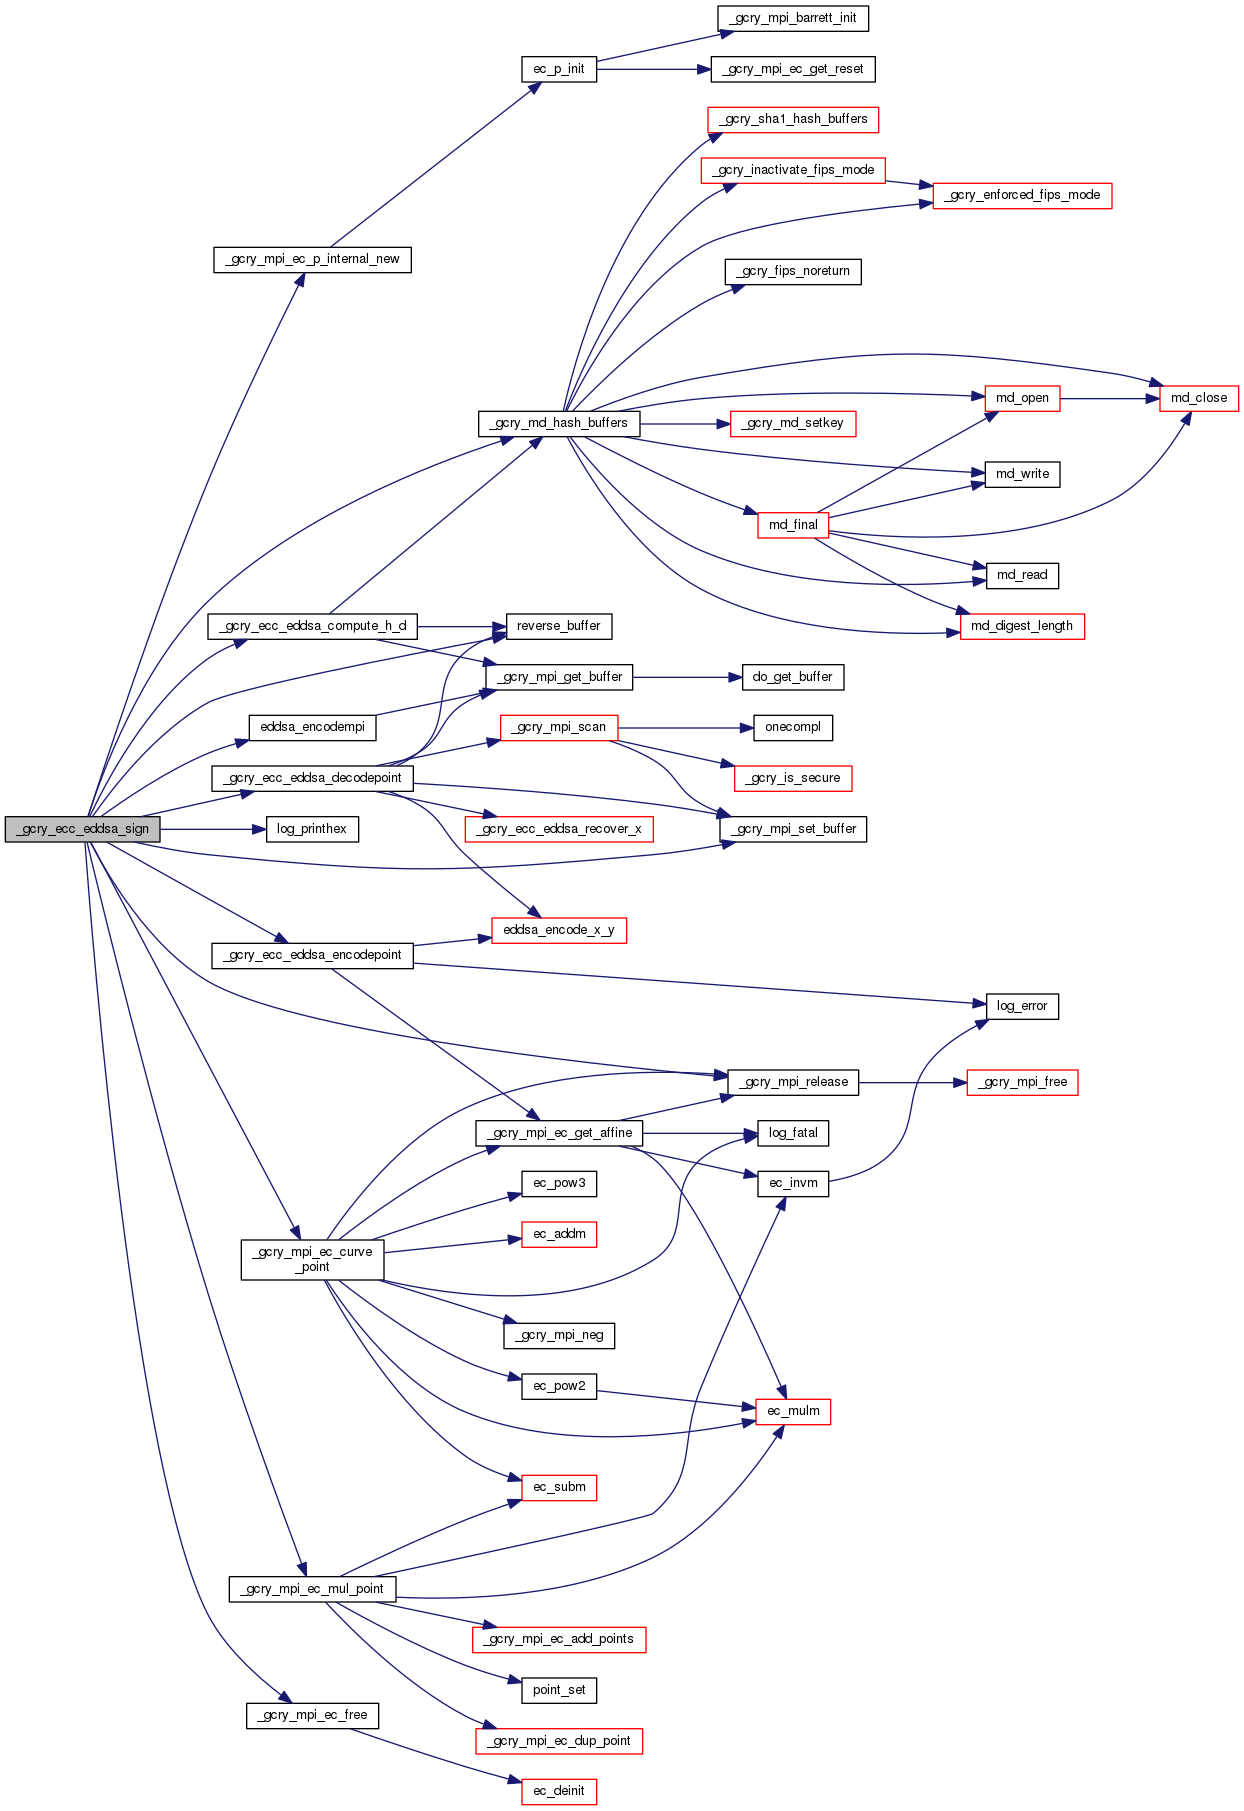 _gcry_mpi_barrett_init
ec_p_init
_gcry_mpi_ec_get_reset
_gcry_sha1_hash_buffers
_gcry_inactivate_fips_mode
_gcry_enforced_fips_mode
_gcry_mpi_ec_p_internal_new
_gcry_fips_noreturn
md_open
md_close
_gcry_md_hash_buffers
_gcry_md_setkey
md_write
md_final
md_read
_gcry_ecc_eddsa_compute_h_d
reverse_buffer
md_digest_length
_gcry_mpi_get_buffer
do_get_buffer
eddsa_encodempi
_gcry_mpi_scan
onecompl
_gcry_ecc_eddsa_decodepoint
_gcry_is_secure
_gcry_ecc_eddsa_sign
log_printhex
_gcry_ecc_eddsa_recover_x
_gcry_mpi_set_buffer
eddsa_encode_x_y
_gcry_ecc_eddsa_encodepoint
log_error
_gcry_mpi_release
_gcry_mpi_free
_gcry_mpi_ec_get_affine
log_fatal
ec_pow3
ec_invm
ec_addm
_gcry_mpi_ec_curve
_point
_gcry_mpi_neg
ec_pow2
ec_mulm
ec_subm
_gcry_mpi_ec_mul_point
_gcry_mpi_ec_add_points
point_set
_gcry_mpi_ec_free
_gcry_mpi_ec_dup_point
ec_deinit